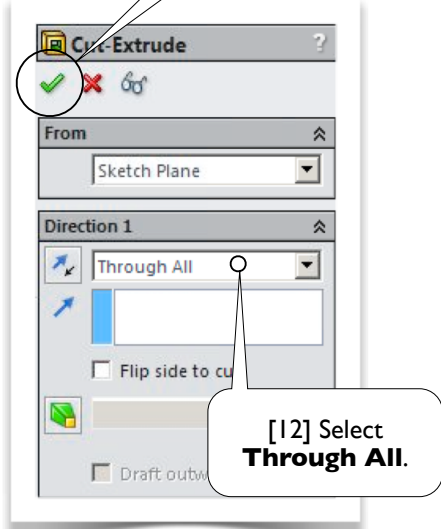 Cut-Extrude ?
From
Sketch Plane
Direction 1
Through All
Flip side to cu
[12] Select
Through All.
Draft outw